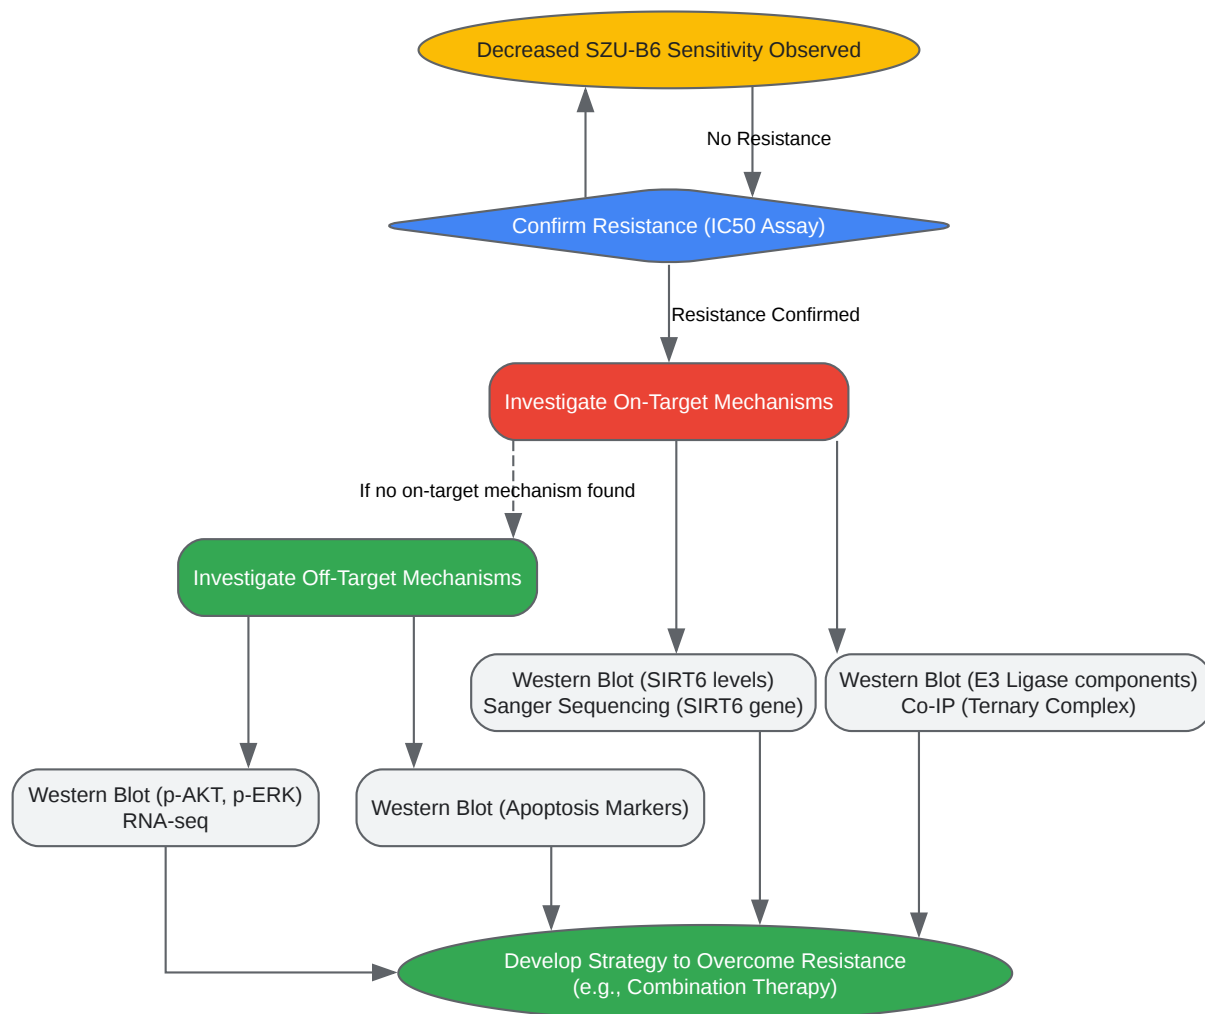 Decreased SZU-B6 Sensitivity Observed
No Resistance
Confirm Resistance (IC50 Assay)
Resistance Confirmed
Investigate On-Target Mechanisms
If no on-target mechanism found
Investigate Off-Target Mechanisms
Western Blot (SIRT6 levels)
Sanger Sequencing (SIRT6 gene)
Western Blot (E3 Ligase components)
Co-IP (Ternary Complex)
Western Blot (p-AKT, p-ERK)
RNA-seq
Western Blot (Apoptosis Markers)
Develop Strategy to Overcome Resistance
(e.g., Combination Therapy)